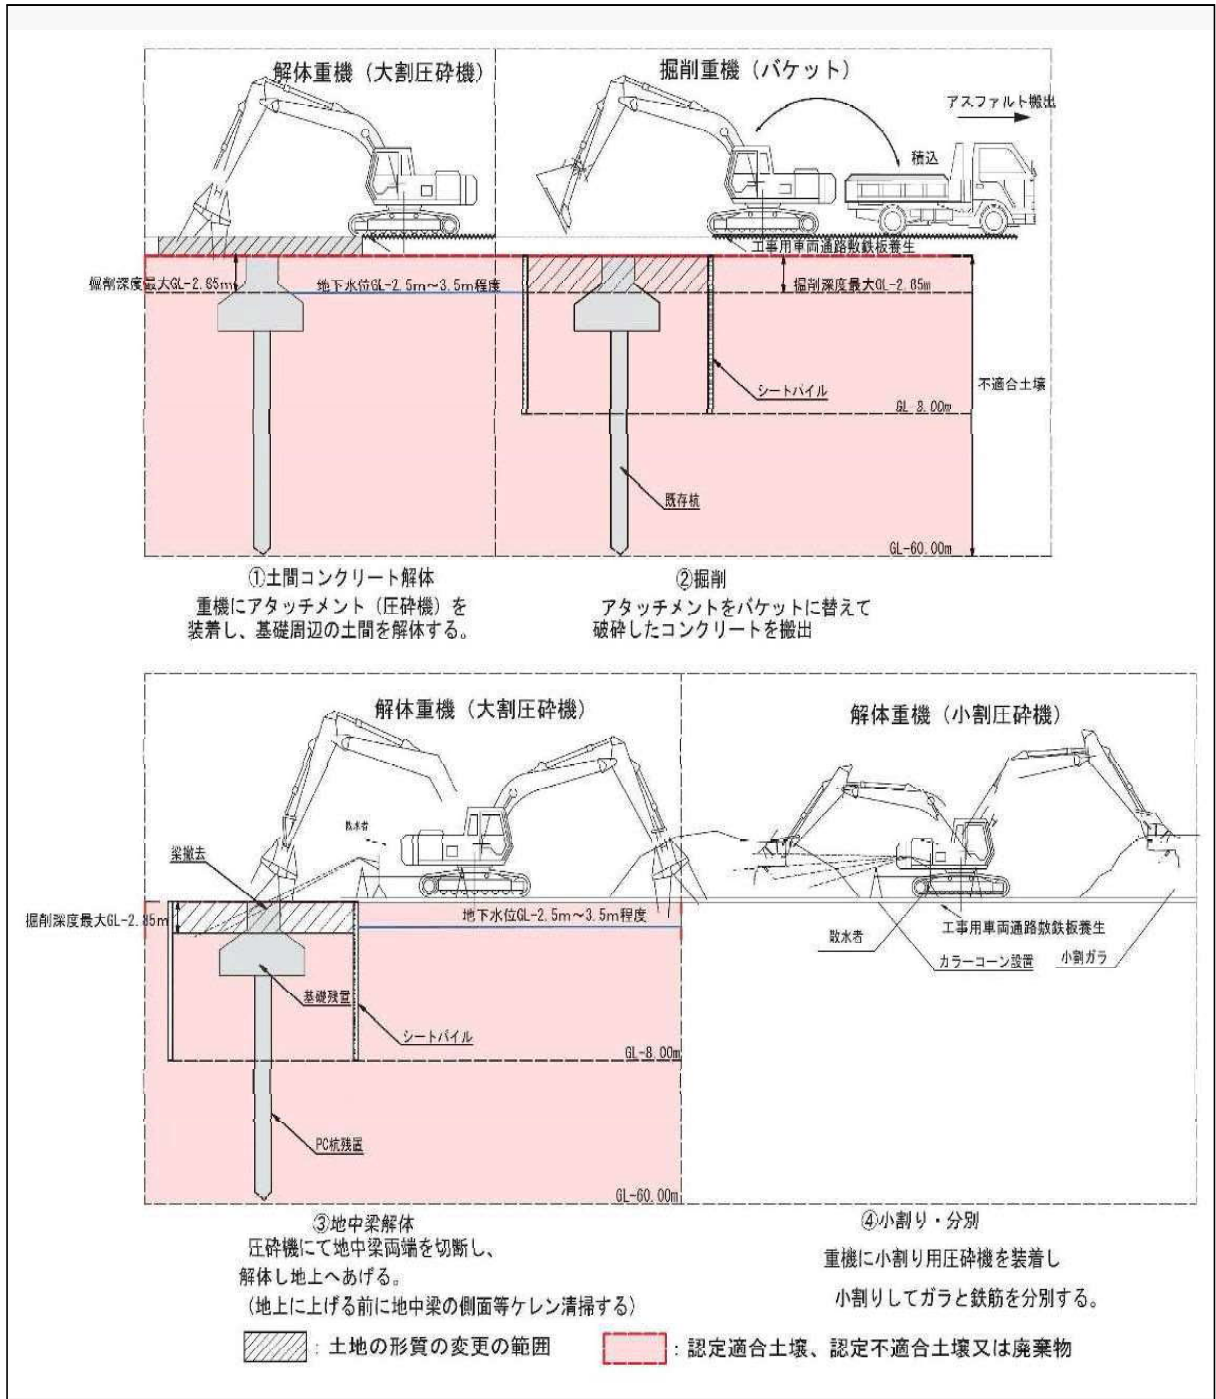 解体重機(大割圧砕機)
掘削重機(バケット)
アスファルト搬出
積込
工事用車両通路敷鉄板養生
掘削深度最大GL-2.85m
地下水位GL-2.5m～3.5m程度
掘削深度最大GL-2.85m
シートパイル
不適合土壌
GL-8.00m
既存杭
GL-60.00m
①土間コンクリート解体
重機にアタッチメント(圧砕機)を
装着し、基礎周辺の土間を解体する。
②掘削
アタッチメントをバケットに替えて
破砕したコンクリートを搬出
解体重機(大割圧砕機)
解体重機(小割圧砕機)
散水者
梁撤去
掘削深度最大GL-2.85m
地下水位GL-2.5m～3.5m程度
散水者
工事用車両通路敷鉄板養生
カラーコーン設置
小割ガラ
基礎残置
シートパイル
GL-8.00m
PC杭残置
GL-60.00m
③地中梁解体
圧砕機にて地中梁両端を切断し、
解体し地上へあげる。
(地上に上げる前に地中梁の側面等ケレン清掃する)
④小割り・分別
重機に小割り用圧砕機を装着し
小割りしてガラと鉄筋を分別する。
：土地の形質の変更の範囲
：認定適合土壌、認定不適合土壌又は廃棄物